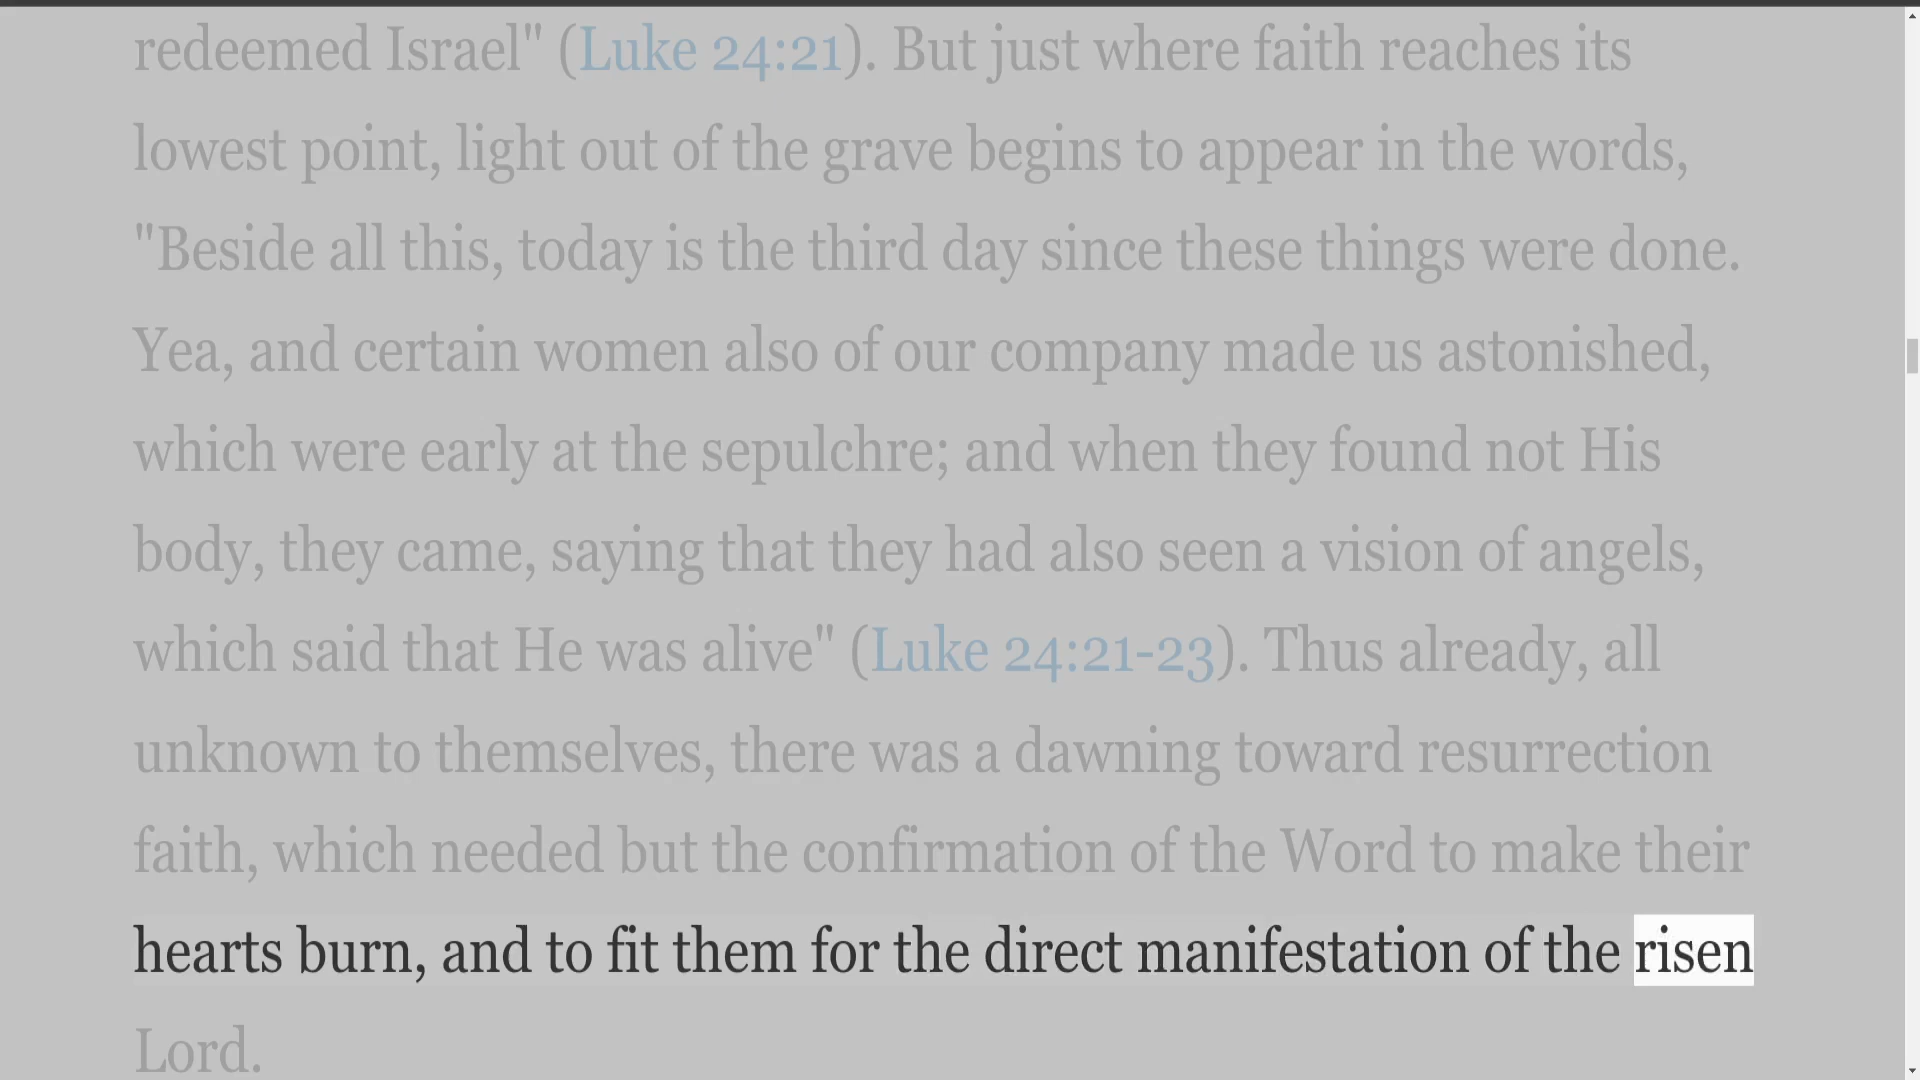 redeemed Israel" (Luke 24:21). But just where faith reaches its
lowest point, light out of the grave begins to appear in the words,
"Beside all this, today is the third day since these things were done.
Yea, and certain women also of our company made us astonished,
which were early at the sepulchre; and when they found not His
body, they came, saying that they had also seen a vision of angels,
which said that He was alive" (Luke 24:21-23). Thus already, all
unknown to themselves, there was a dawning toward resurrection
faith, which needed but the confirmation of the Word to make their
hearts burn, and to fit them for the direct manifestation of the risen
Lord.